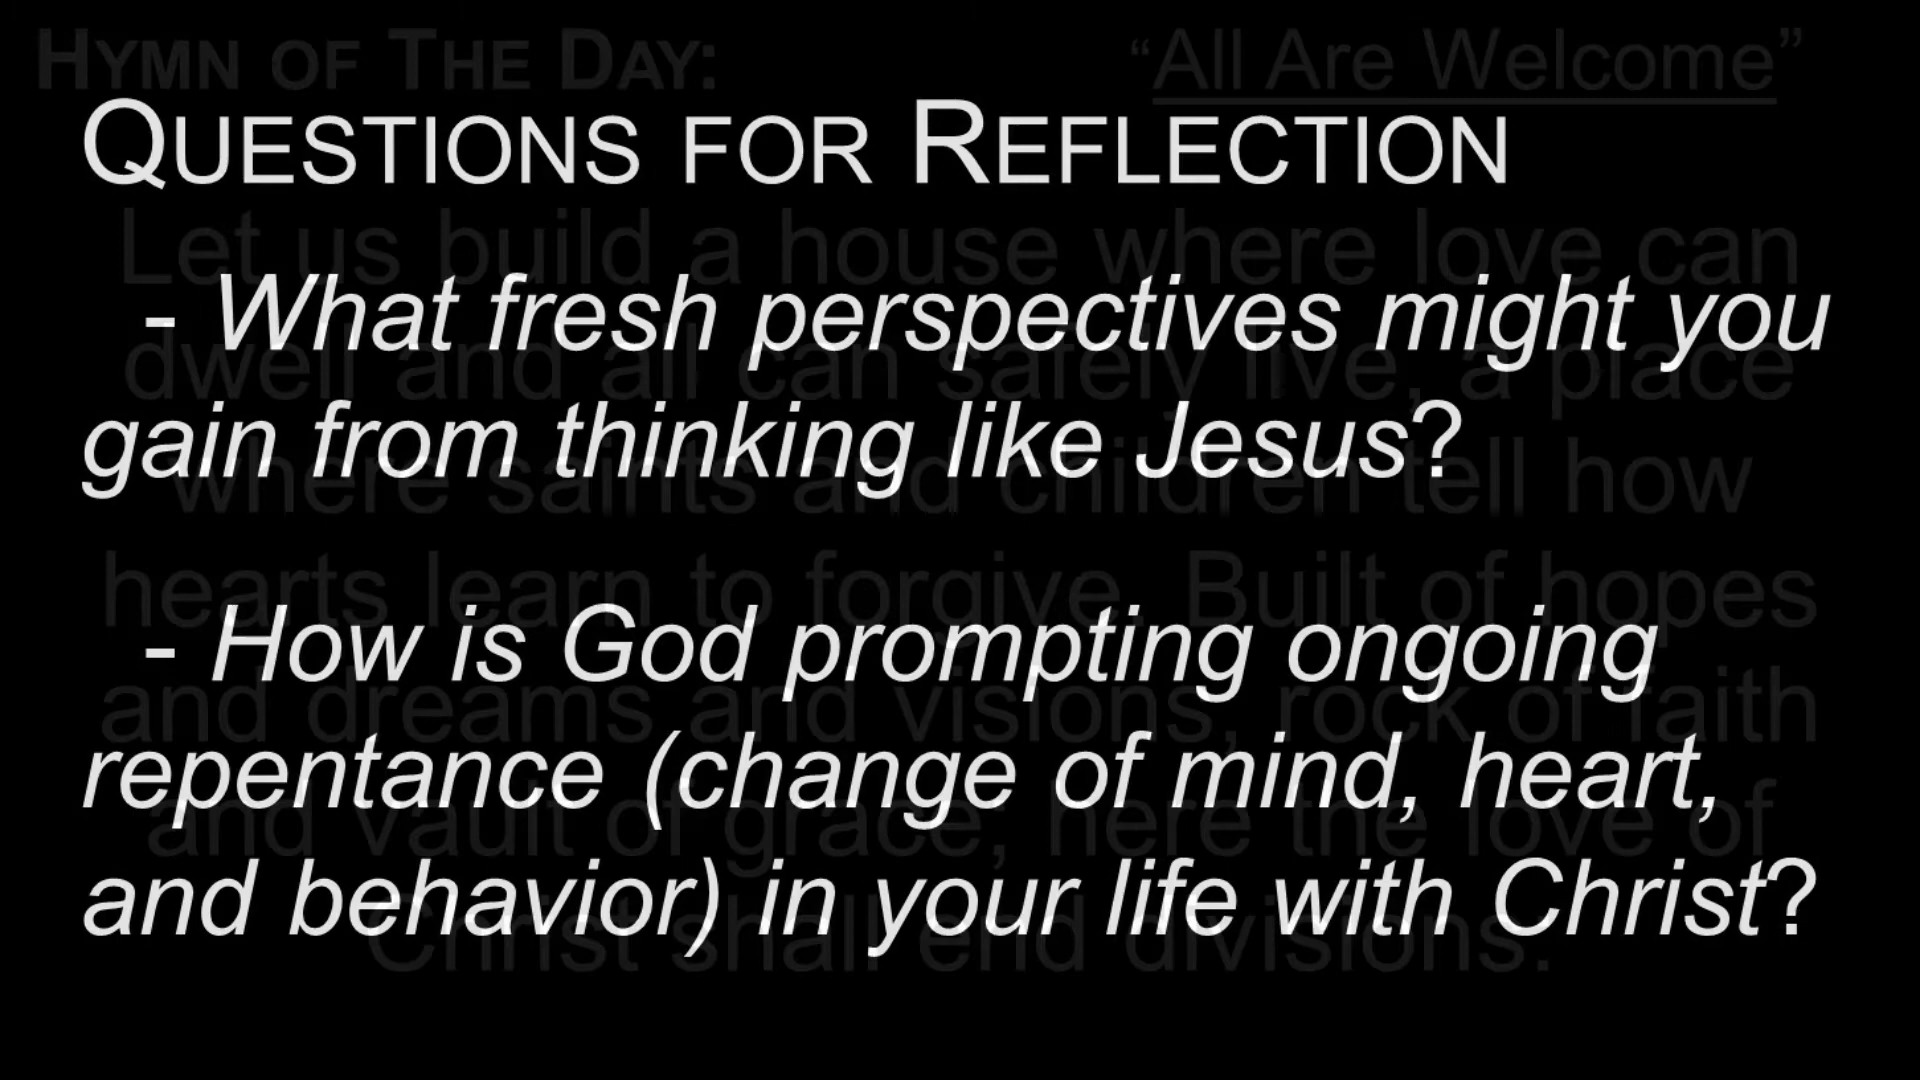 HYMN OF THE DAY: “All Are Welcome”
QUESTIONS FOR REFLECTION
Let us build a house where love can
- What fresh perspectives might you
dwell and all can safely live, a place
gain from thinking like Jesus?
where saints and children tell how
hearts learn to forgive. Built of hopes
- How is God prompting ongoing
and dreams and visions, rock of faith
repentance (change of mind, heart,
and vault of grace, here the love of
and behavior) in your life with Christ?
Christ shall end divisions.